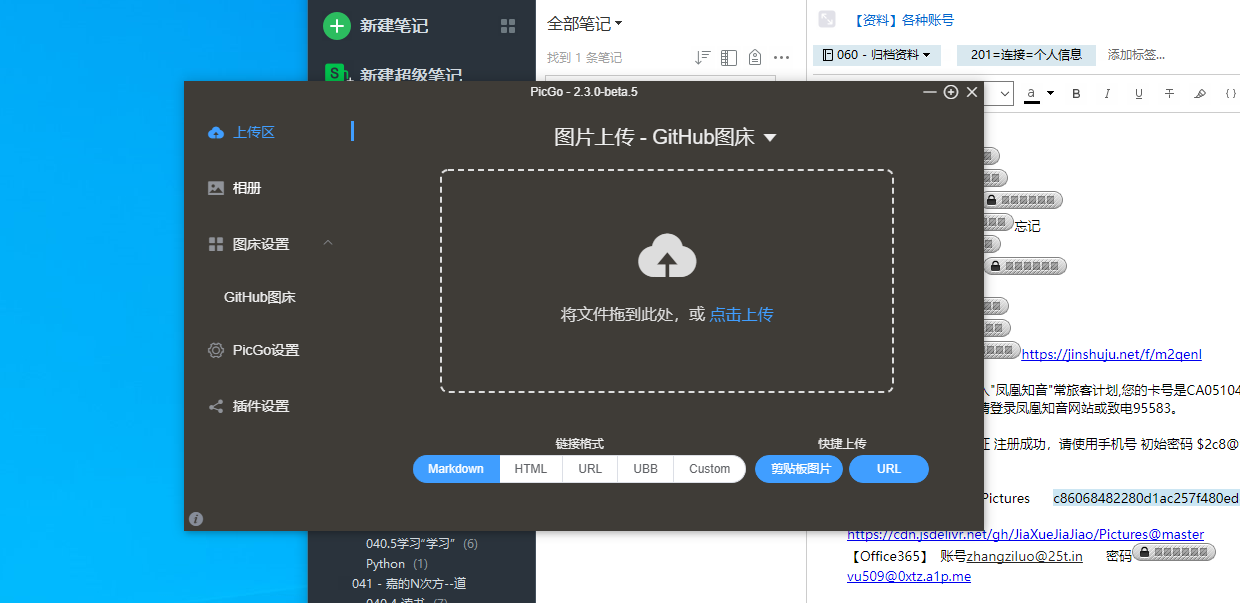 新建笔记
新建超级笔记
全部笔记
找到 1 条笔记
【资料】各种账号
060 - 归档资料
201=连接=个人信息
添加标签...
a B I U T { }
PicGo - 2.3.0-beta.5
上传区
相册
图床设置
GitHub图床
PicGo设置
插件设置
图片上传 - GitHub图床
将文件拖到此处，或 点击上传
链接格式
快捷上传
Markdown HTML URL UBB Custom
剪贴板图片 URL
忘记
https://jinshuju.net/f/m2qenl
"凤凰知音"常旅客计划,您的卡号是CA05104
请登录凤凰知音网站或致电95583。
注册成功，请使用手机号 初始密码 $2c8@
Pictures c86068482280d1ac257f480ed
https://cdn.jsdelivr.net/gh/JiaXueJiaJiao/Pictures@master
【Office365】 账号zhangziluo@25t.in 密码
vu509@0xtz.a1p.me
040.5学习“学习” (6)
Python (1)
041 - 嘉的N次方--道
040.4 读书 (7)